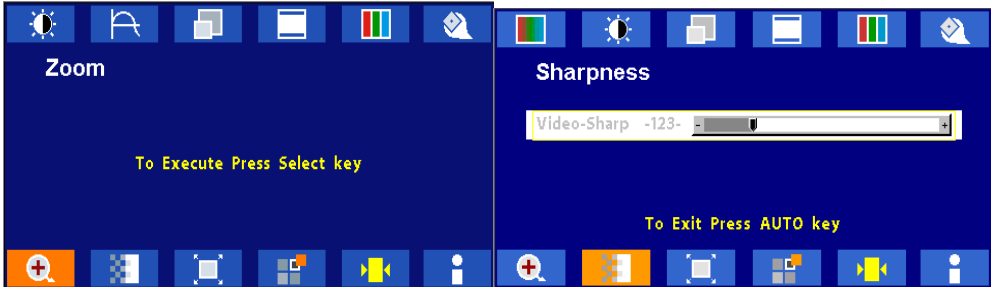 Zoom
To Execute Press Select key
Sharpness
Video-Sharp -123- - +
To Exit Press AUTO key